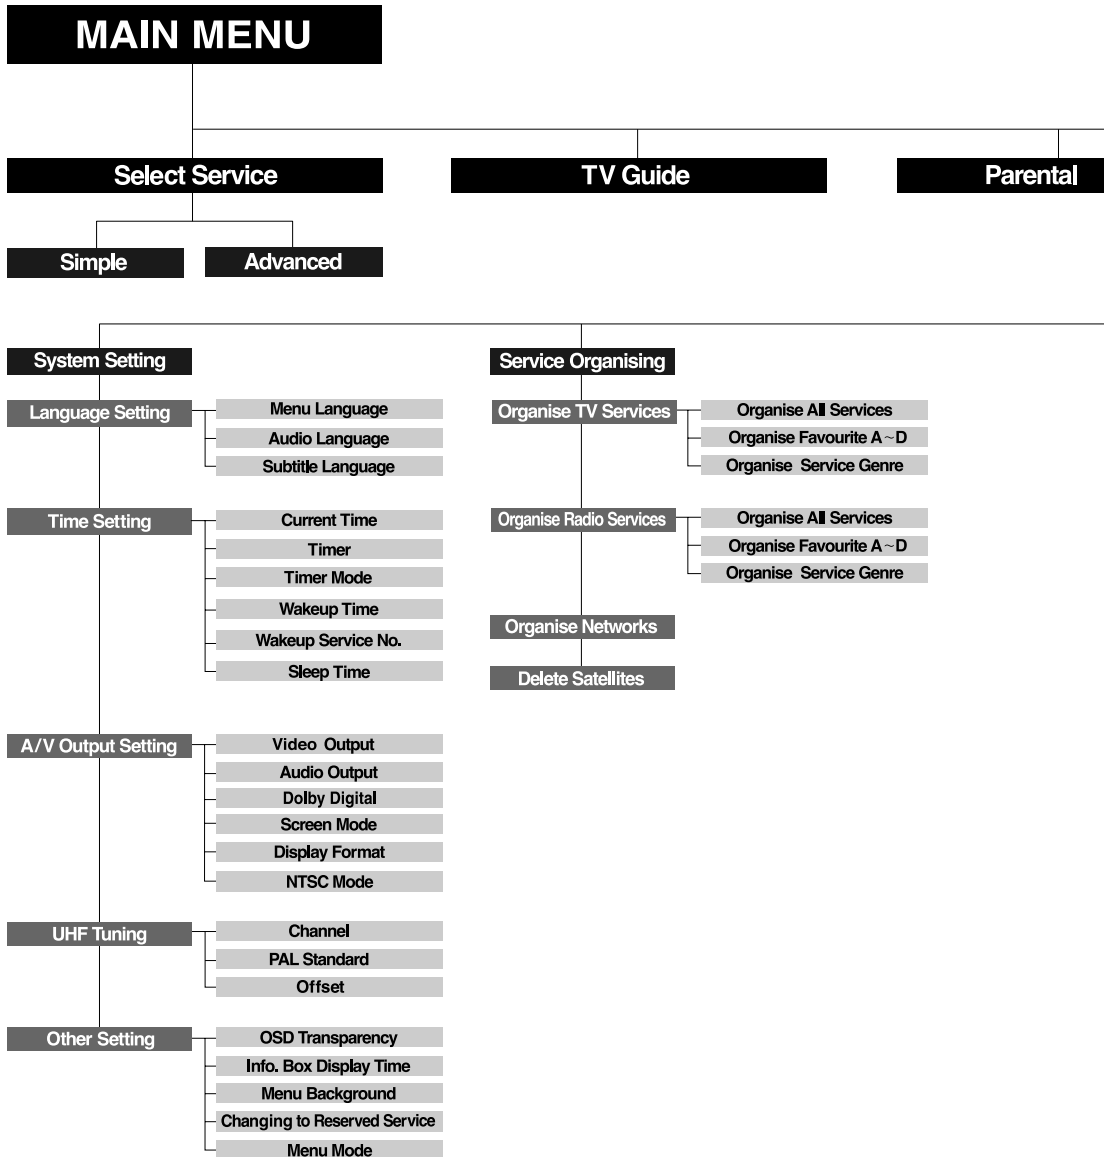 MAIN MENU
Select Service
TV Guide
Parental
Simple
Advanced
System Setting
Service Organising
Language Setting
Menu Language
Audio Language
Subtitle Language
Organise TV Services
Organise All Services
Organise Favourite A~D
Organise Service Genre
Time Setting
Current Time
Timer
Timer Mode
Wakeup Time
Wakeup Service No.
Sleep Time
Organise Radio Services
Organise All Services
Organise Favourite A~D
Organise Service Genre
Organise Networks
Delete Satellites
A/V Output Setting
Video Output
Audio Output
Dolby Digital
Screen Mode
Display Format
NTSC Mode
UHF Tuning
Channel
PAL Standard
Offset
Other Setting
OSD Transparency
Info. Box Display Time
Menu Background
Changing to Reserved Service
Menu Mode